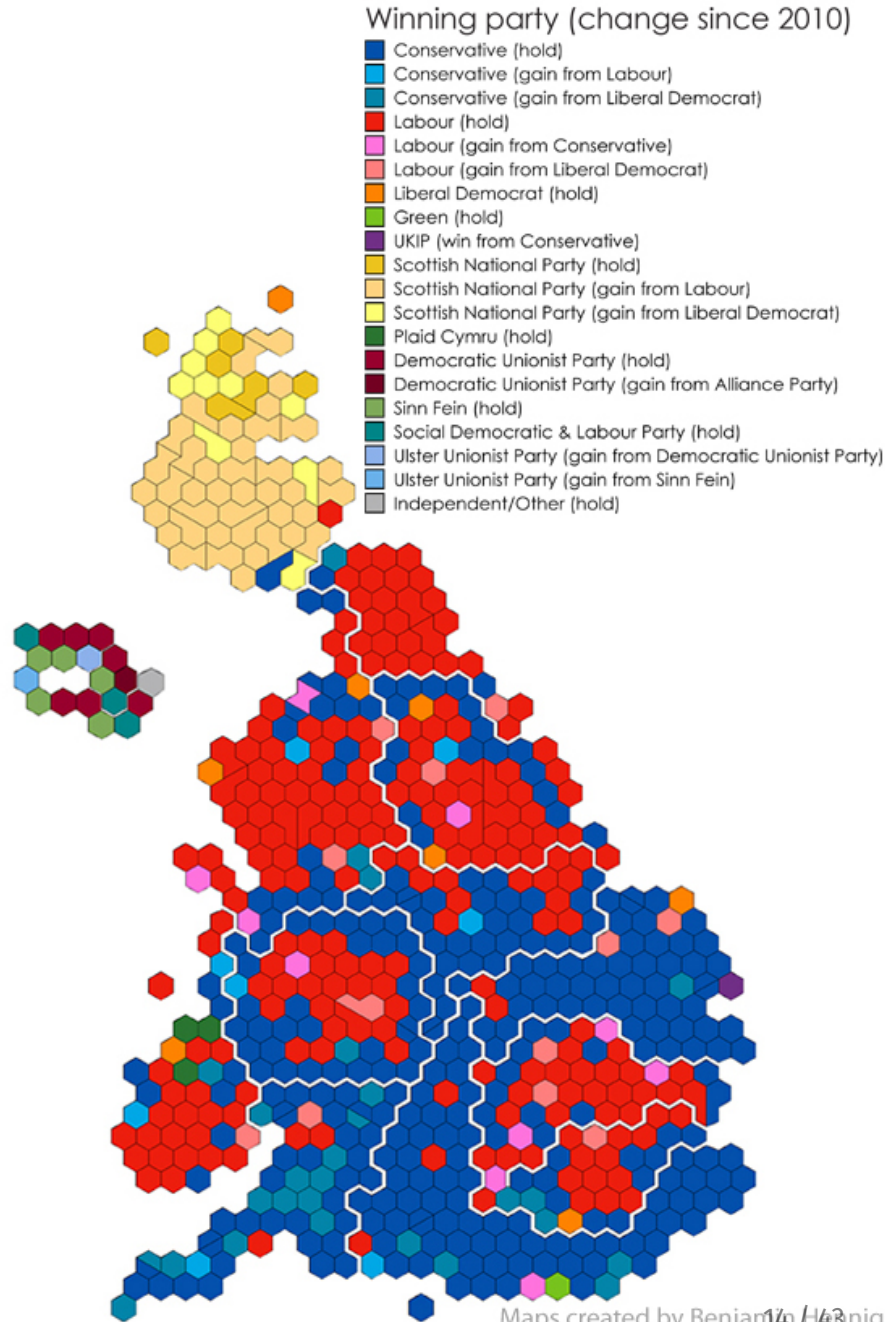 Winning party (change since 2010)
Conservative (hold)
Conservative (gain from Labour)
Conservative (gain from Liberal Democrat)
Labour (hold)
Labour (gain from Conservative)
Labour (gain from Liberal Democrat)
Liberal Democrat (hold)
Green (hold)
UKIP (win from Conservative)
Scottish National Party (hold)
Scottish National Party (gain from Labour)
Scottish National Party (gain from Liberal Democrat)
Plaid Cymru (hold)
Democratic Unionist Party (hold)
Democratic Unionist Party (gain from Alliance Party)
Sinn Fein (hold)
Social Democratic & Labour Party (hold)
Ulster Unionist Party (gain from Democratic Unionist Party)
Ulster Unionist Party (gain from Sinn Fein)
Independent/Other (hold)
Maps created by Benjamin Hennig
14 / 43